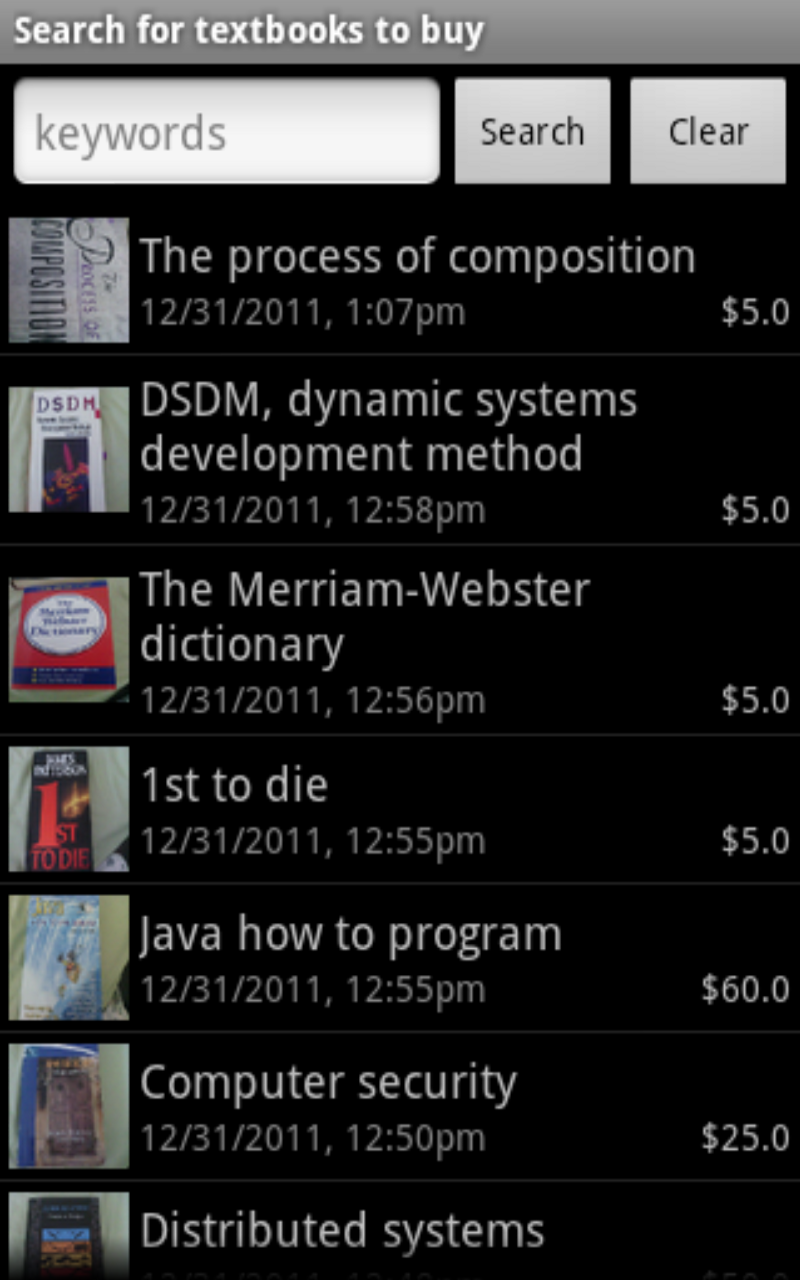 Search for textbooks to buy
keywords
Search
Clear
COMPOSITION
The
PROCESS OF
The process of composition
12/31/2011, 1:07pm
$5.0
DSDM
DSDM, dynamic systems
development method
12/31/2011, 12:58pm
$5.0
The
Merriam
Webster
Dictionary
The Merriam-Webster
dictionary
12/31/2011, 12:56pm
$5.0
JAMES
PATTERSON
1ST
TO DIE
1st to die
12/31/2011, 12:55pm
$5.0
Java how to program
12/31/2011, 12:55pm
$60.0
Computer security
12/31/2011, 12:50pm
$25.0
Distributed systems